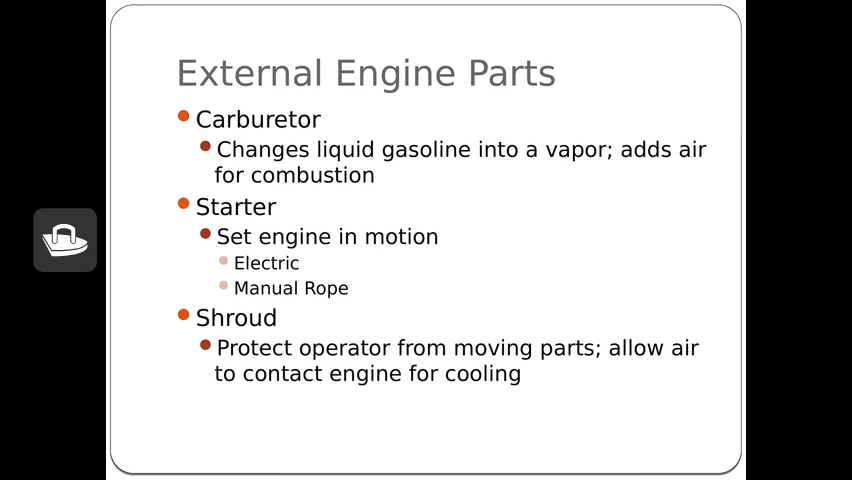 External Engine Parts
Carburetor
Changes liquid gasoline into a vapor; adds air
for combustion
Starter
Set engine in motion
Electric
Manual Rope
Shroud
Protect operator from moving parts; allow air
to contact engine for cooling